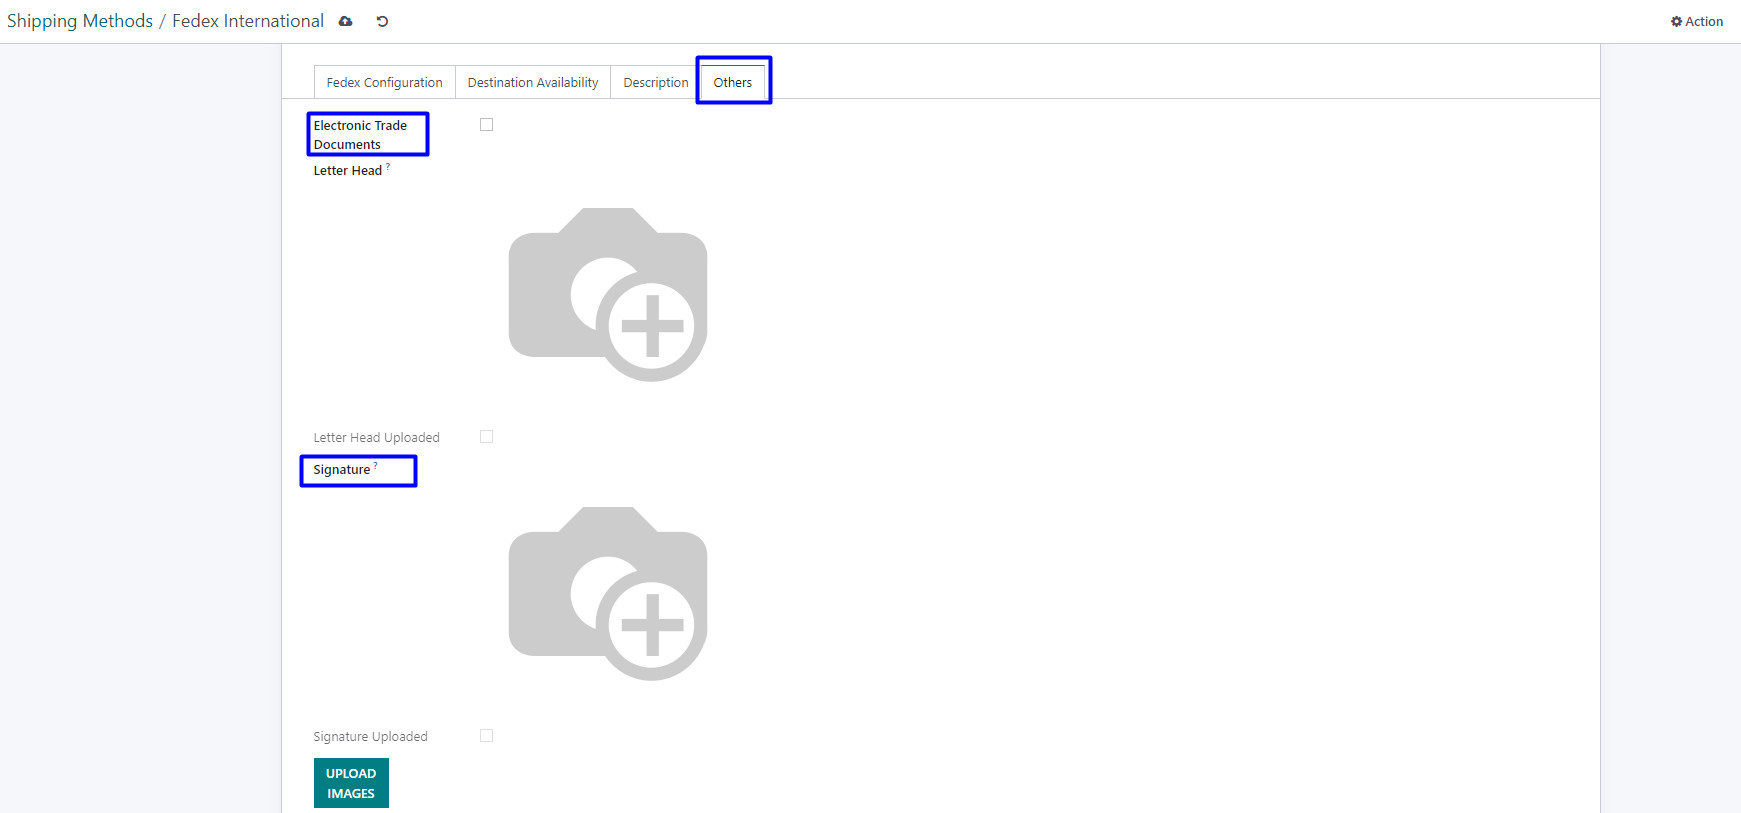 Shipping Methods / Fedex International
Action
Fedex Configuration
Destination Availability
Description
Others
Electronic Trade
Documents
Letter Head ?
Letter Head Uploaded
Signature ?
Signature Uploaded
UPLOAD
IMAGES